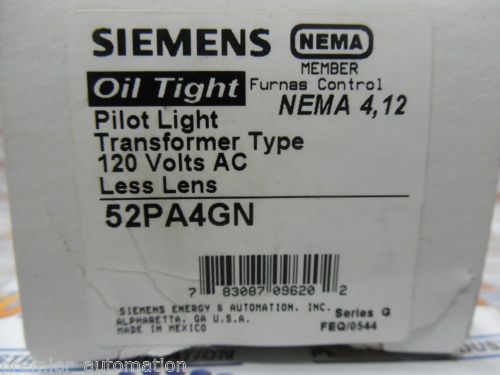 SIEMENS
NEMA
MEMBER
Oil Tight
Furnas Control
NEMA 4,12
Pilot Light
Transformer Type
120 Volts AC
Less Lens
52PA4GN
7 83087 09620 2
SIEMENS ENERGY & AUTOMATION, INC.
ALPHARETTA, GA U.S.A.
MADE IN MEXICO
Series G
FEQ/0544
premier_automation